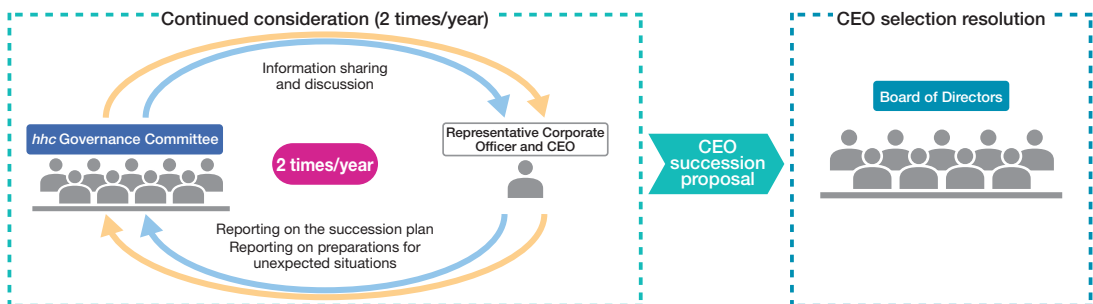 Continued consideration (2 times/year)
Information sharing
and discussion
hhc Governance Committee
2 times/year
Representative Corporate
Officer and CEO
Reporting on the succession plan
Reporting on preparations for
unexpected situations
CEO
succession
proposal
CEO selection resolution
Board of Directors